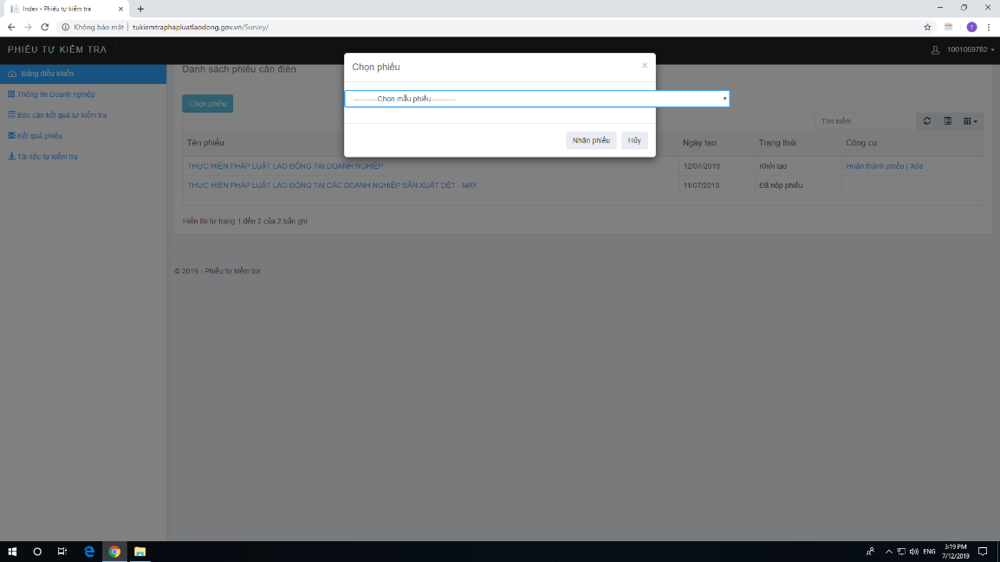 Index - Phiếu tự kiểm tra
Không bảo mật | tukiemtraphapluatlaodong.gov.vn/Survey/
T
PHIẾU TỰ KIỂM TRA
1001069782
Bảng điều khiển
Thông tin Doanh nghiệp
Báo cáo kết quả tự kiểm tra
Kết quả phiếu
Tài liệu tự kiểm tra
Danh sách phiếu cần điền
Chọn phiếu
Chọn phiếu
×
----------Chọn mẫu phiếu----------
Nhận phiếu
Hủy
Tìm kiếm
Tên phiếu
Ngày tạo
Trạng thái
Công cụ
THỰC HIỆN PHÁP LUẬT LAO ĐỘNG TẠI DOANH NGHIỆP
12/07/2019
Khởi tạo
Hoàn thành phiếu | Xóa
THỰC HIỆN PHÁP LUẬT LAO ĐỘNG TẠI CÁC DOANH NGHIỆP SẢN XUẤT DỆT - MAY
11/07/2019
Đã nộp phiếu
Hiển thị từ trang 1 đến 2 của 2 bản ghi
© 2019 - Phiếu tự kiểm tra
ENG
3:19 PM
7/12/2019